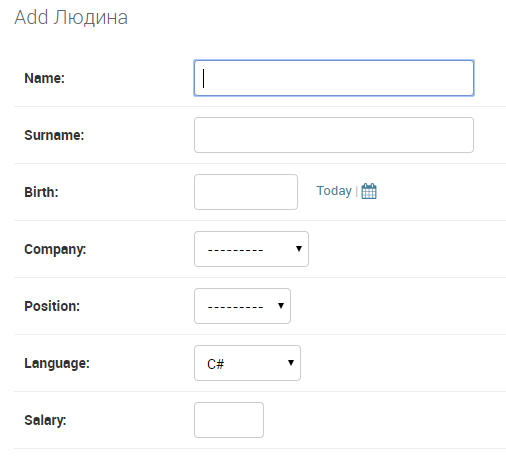 Add Людина
Name:
Surname:
Birth: Today |
Company: ---------
Position: ---------
Language: C#
Salary: